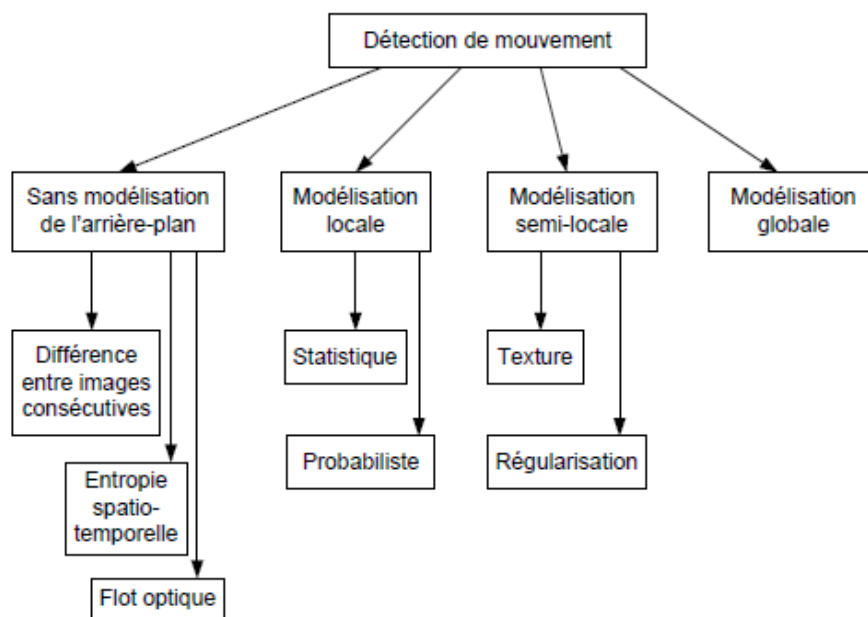 Détection de mouvement
Sans modélisation
de l'arrière-plan
Modélisation
locale
Modélisation
semi-locale
Modélisation
globale
Différence
entre images
consécutives
Statistique
Texture
Probabiliste
Régularisation
Entropie
spatio-
temporelle
Flot optique